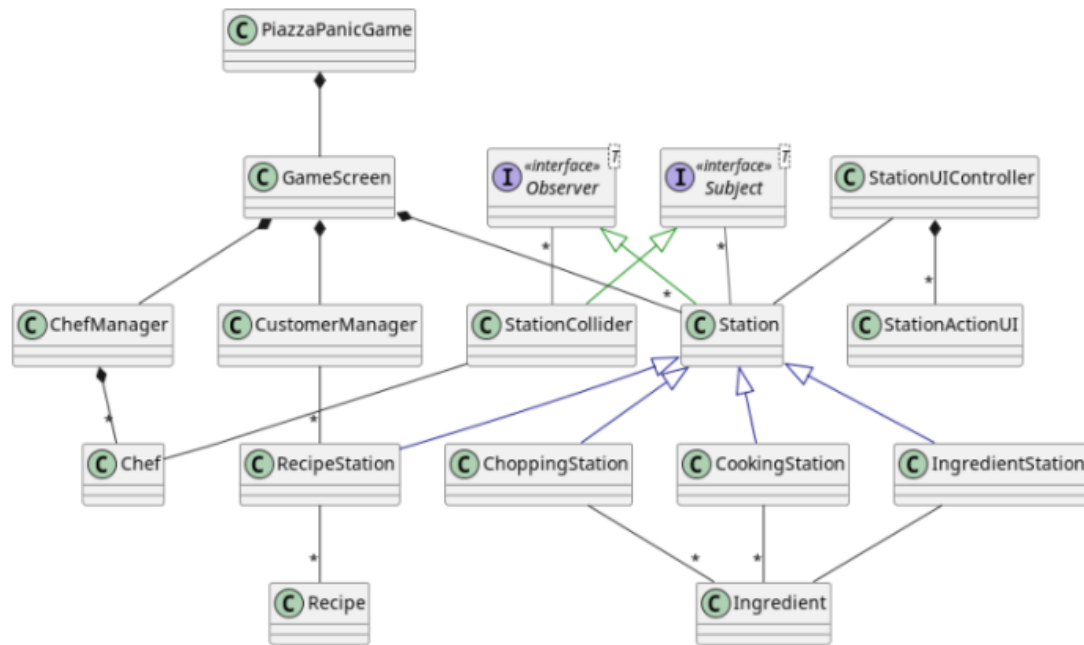 C PiazzaPanicGame
C GameScreen
«interface» T
I Observer
«interface» T
I Subject
C StationUIController
* * * *
C ChefManager
C CustomerManager
C StationCollider
C Station
C StationActionUI
* *
C Chef
C RecipeStation
C ChoppingStation
C CookingStation
C IngredientStation
* * *
C Recipe
C Ingredient